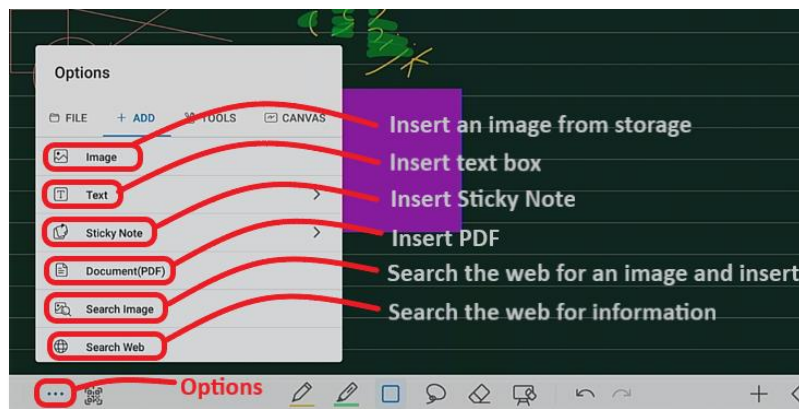 Options
FILE + ADD TOOLS CANVAS
Image Insert an image from storage
Text Insert text box
Sticky Note Insert Sticky Note
Document(PDF) Insert PDF
Search Image Search the web for an image and insert
Search Web Search the web for information
Options